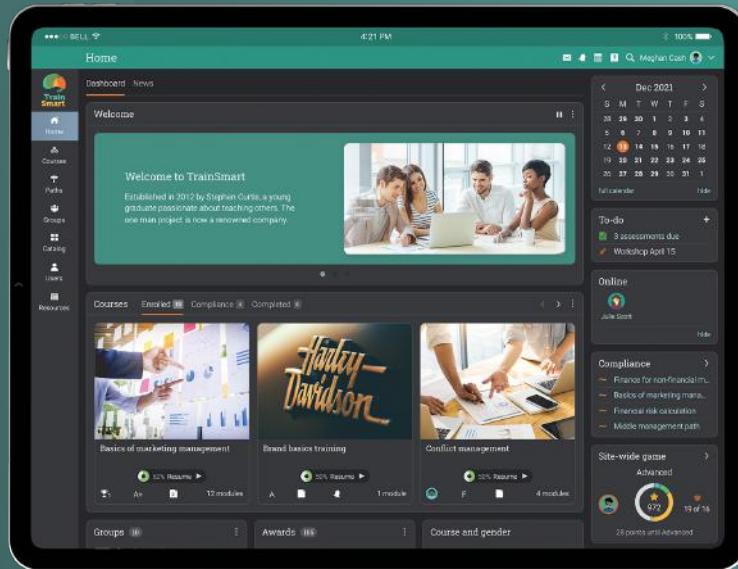 BELL
4:21 PM
100%
Home
Meghan Cash
Train
Smart
Home
Courses
Paths
Groups
Catalog
Users
Resources
Dashboard News
Welcome
Welcome to TrainSmart
Established in 2012 by Stephen Curtis, a young
graduate passionate about teaching others. The
one man project is now a renowned company.
Courses Enrolled Compliance Completed
Harley-
Davidson
Basics of marketing management
Resume
A+
12 modules
Brand basics training
Resume
A
1 module
Conflict management
50% Resume
F
4 modules
Groups
Awards
Course and gender
Dec 2021
S M T W T F S
28 29 30 1 2 3 4
5 6 7 8 9 10 11
12 13 14 15 16 17 18
19 20 21 22 23 24 25
26 27 28 29 30 31 1
full calendar hide
To-do +
3 assessments due
Workshop April 15
Online
Julie Scott
hide
Compliance
Finance for non-financial m...
Basics of marketing mana...
Financial risk calculation
Middle management path
Site-wide game
Advanced
972
19 of 16
28 points until Advanced